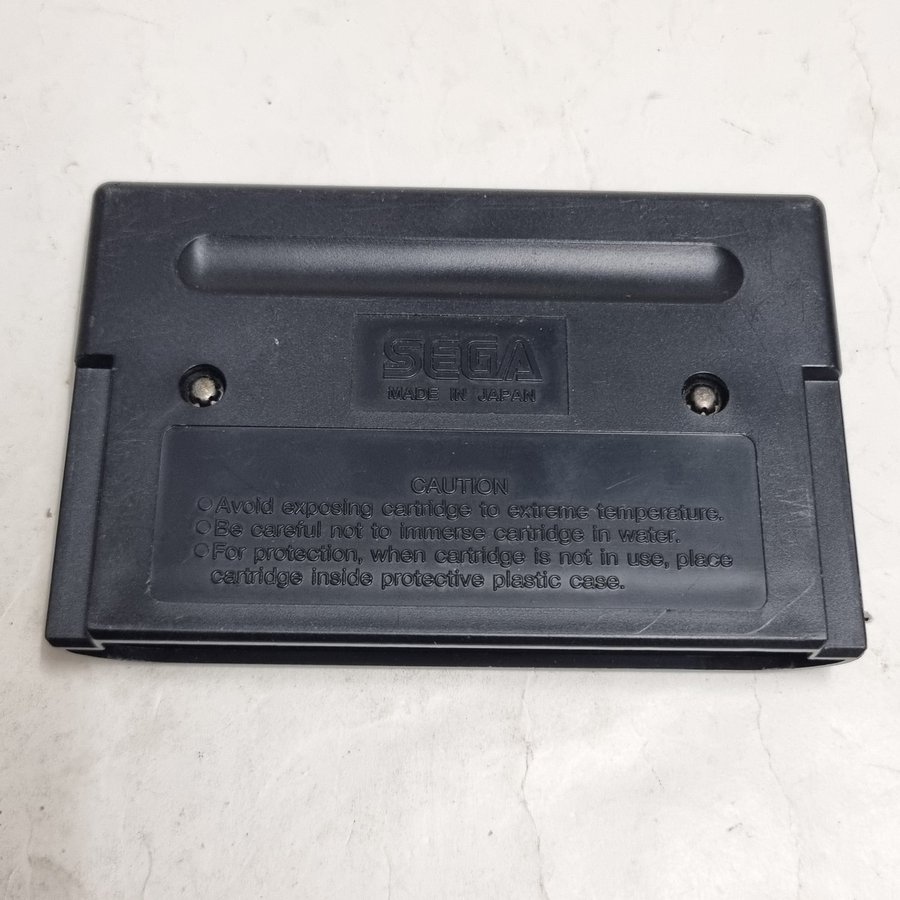 SEGA
MADE IN JAPAN
CAUTION
○Avoid exposing cartridge to extreme temperature.
○Be careful not to immerse cartridge in water.
○For protection, when cartridge is not in use, place
cartridge inside protective plastic case.